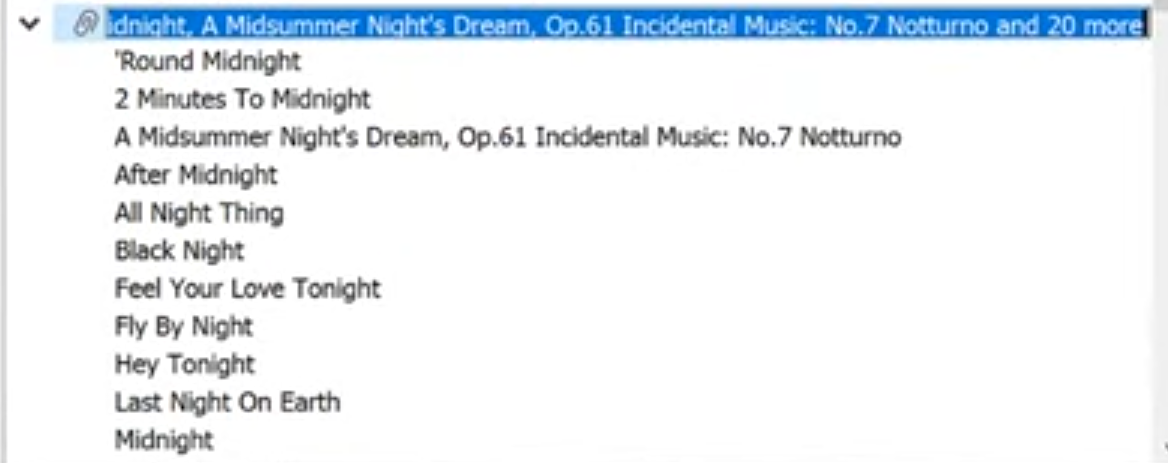 idnight, A Midsummer Night's Dream, Op.61 Incidental Music: No.7 Notturno and 20 more
'Round Midnight
2 Minutes To Midnight
A Midsummer Night's Dream, Op.61 Incidental Music: No.7 Notturno
After Midnight
All Night Thing
Black Night
Feel Your Love Tonight
Fly By Night
Hey Tonight
Last Night On Earth
Midnight